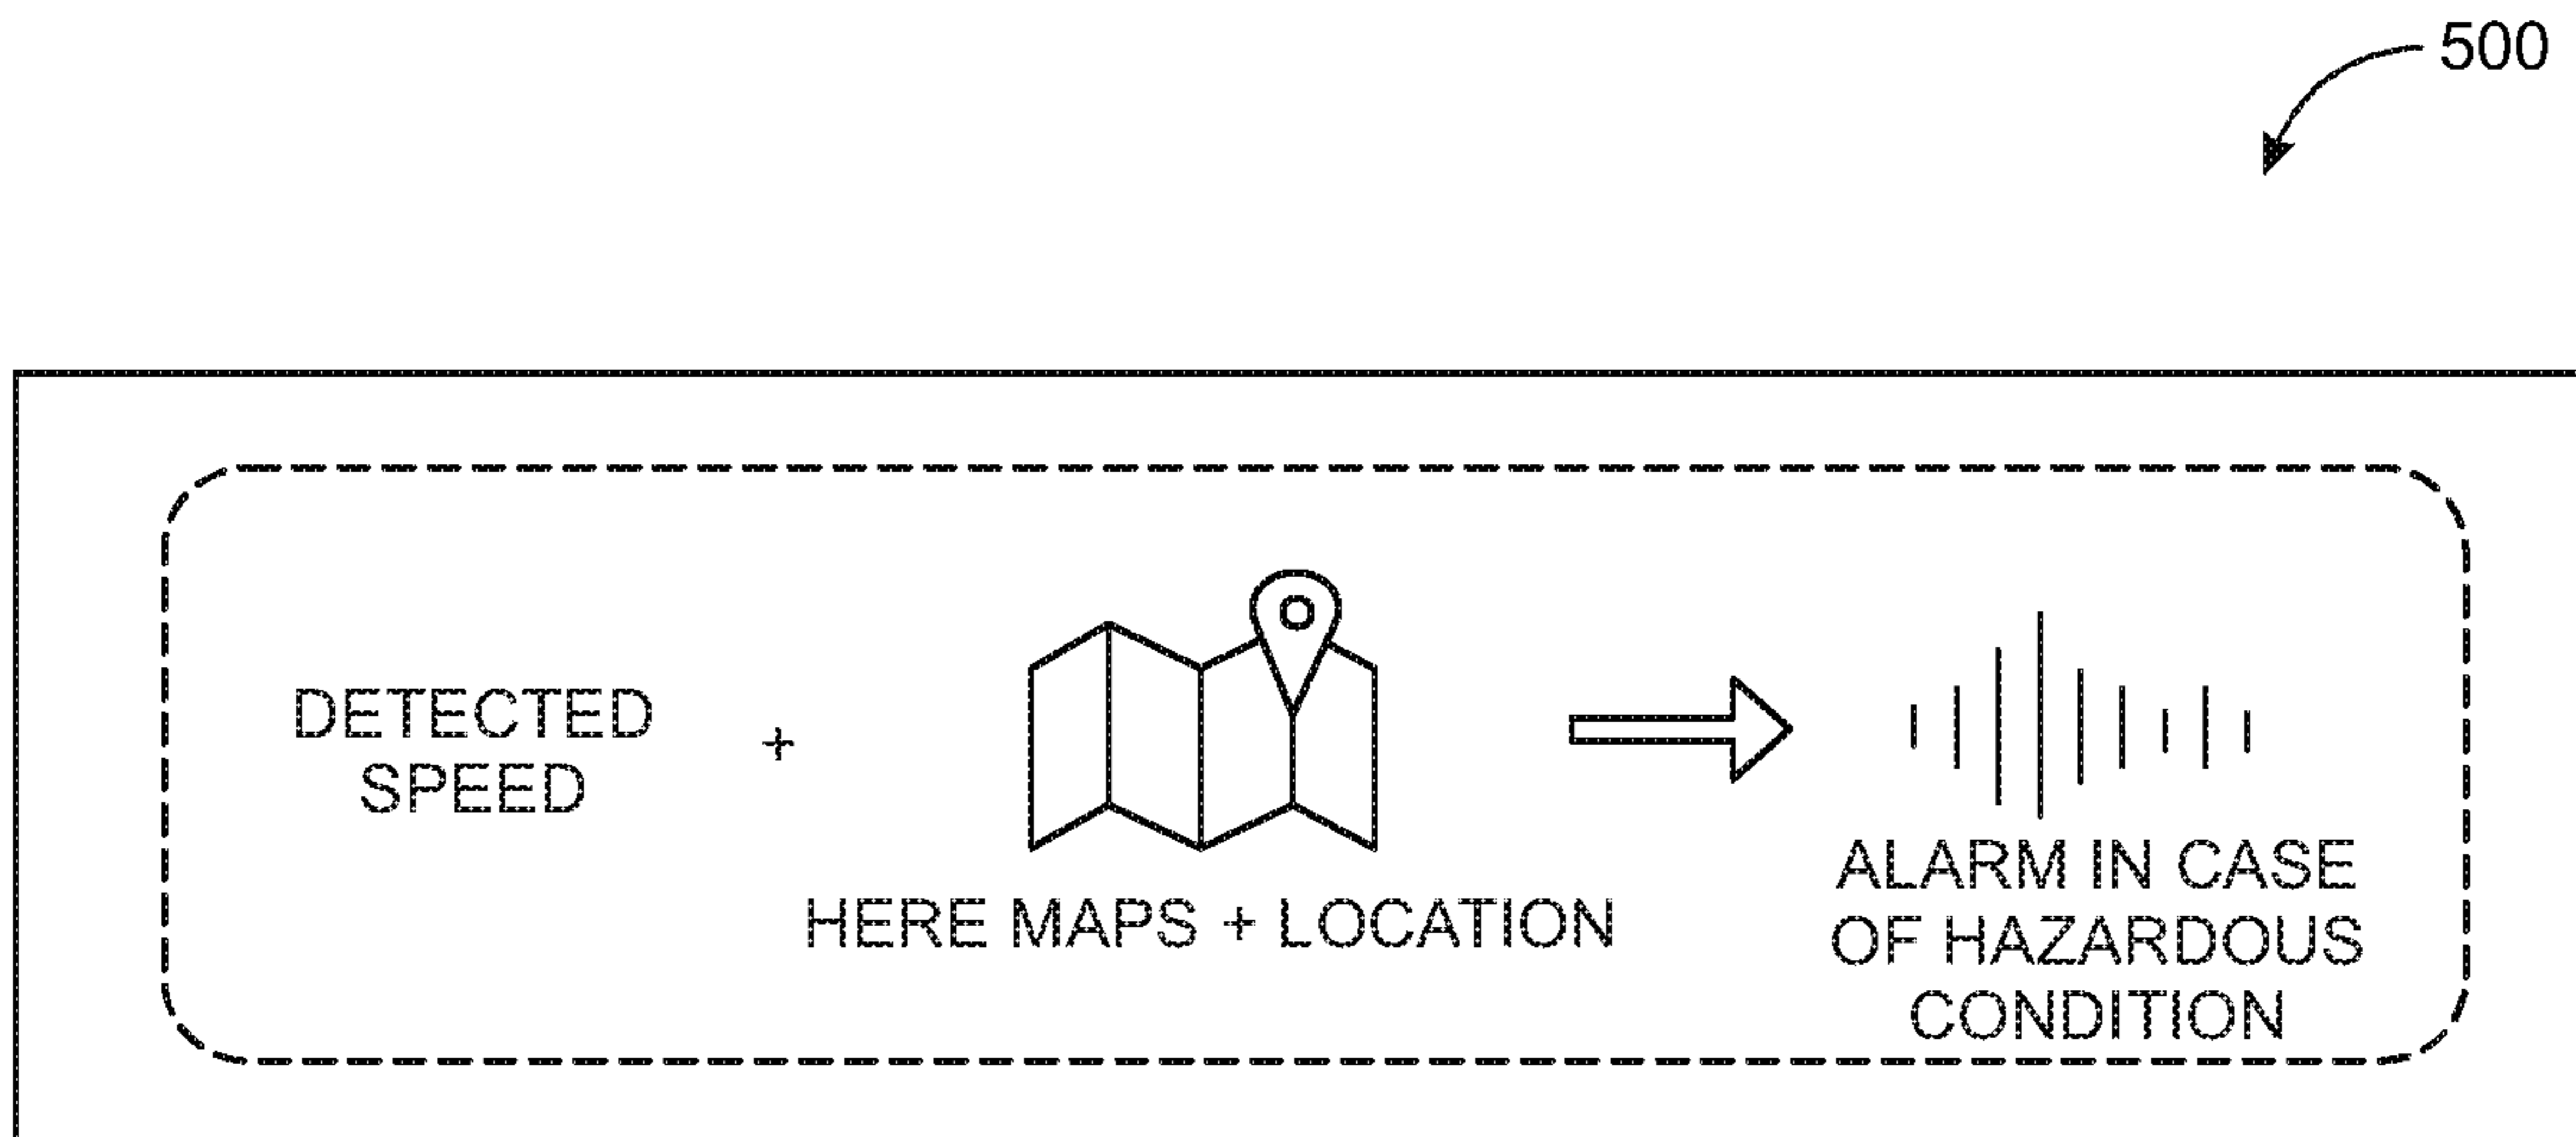 500
DETECTED
SPEED
+
HERE MAPS + LOCATION
ALARM IN CASE
OF HAZARDOUS
CONDITION